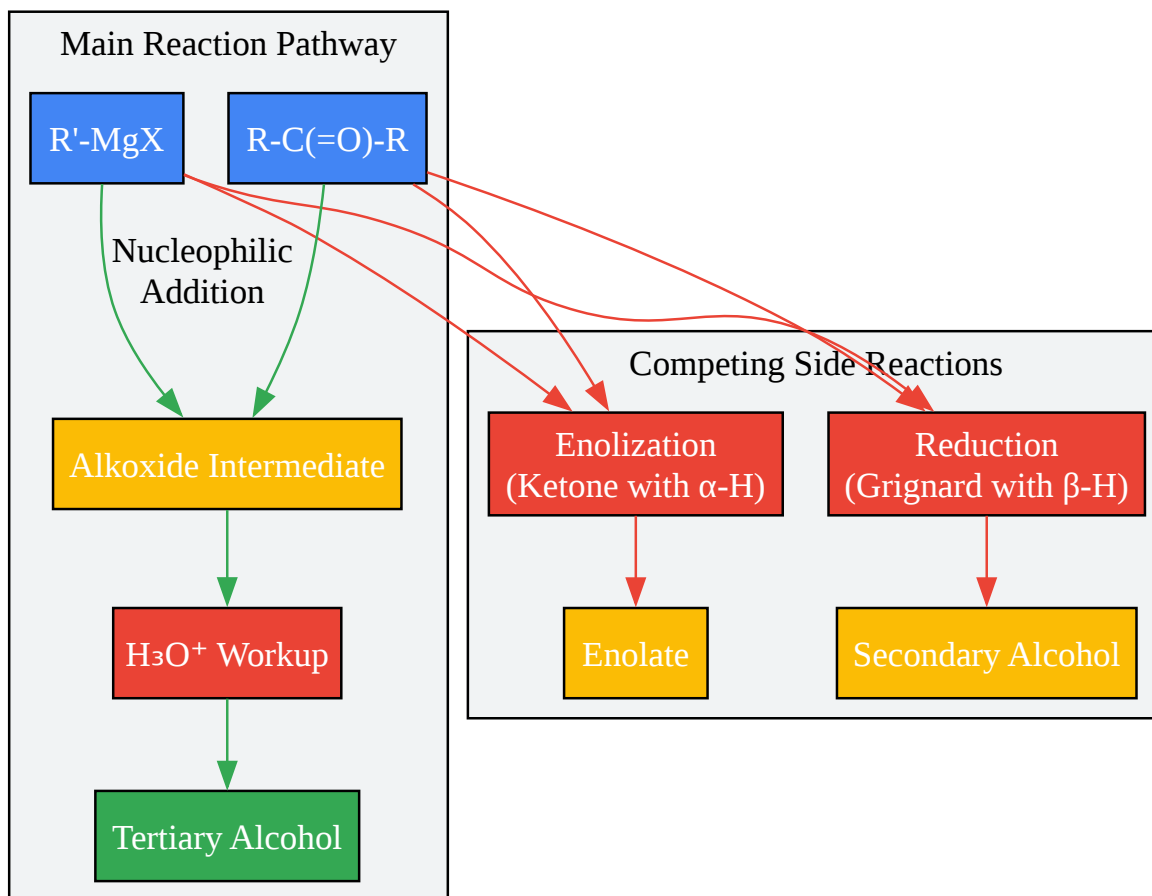 Main Reaction Pathway
R'-MgX
R-C(=O)-R
Nucleophilic
Addition
Alkoxide Intermediate
H₃O⁺ Workup
Tertiary Alcohol
Competing Side Reactions
Enolization
(Ketone with α-H)
Reduction
(Grignard with β-H)
Enolate
Secondary Alcohol